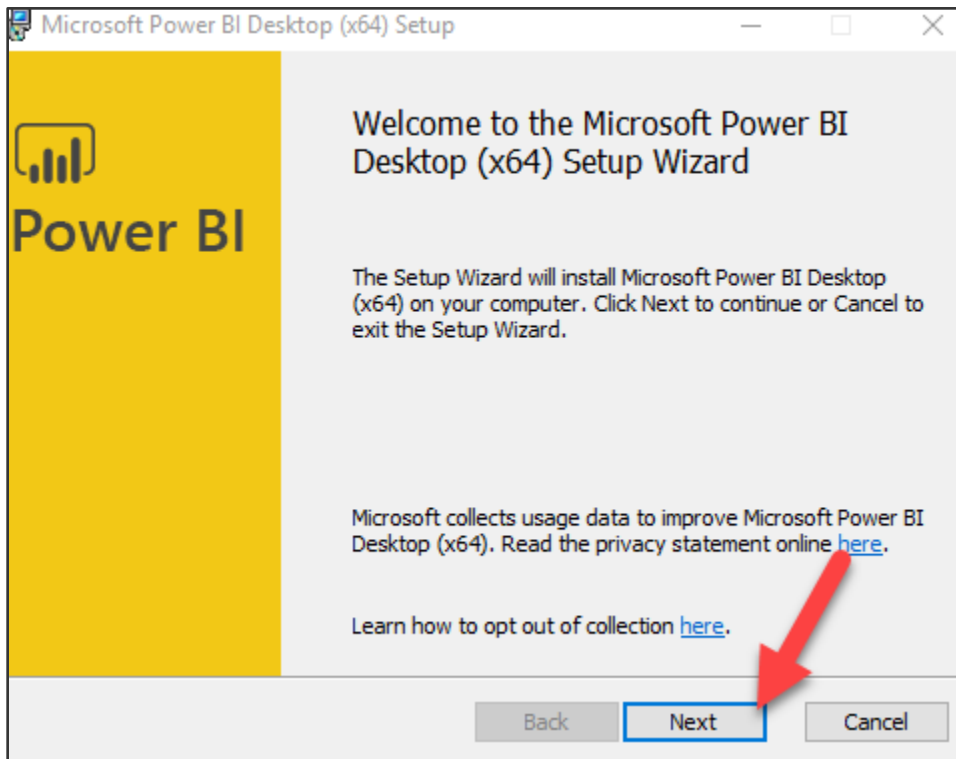 Microsoft Power BI Desktop (x64) Setup
Power BI
Welcome to the Microsoft Power BI
Desktop (x64) Setup Wizard
The Setup Wizard will install Microsoft Power BI Desktop
(x64) on your computer. Click Next to continue or Cancel to
exit the Setup Wizard.
Microsoft collects usage data to improve Microsoft Power BI
Desktop (x64). Read the privacy statement online here.
Learn how to opt out of collection here.
Back
Next
Cancel